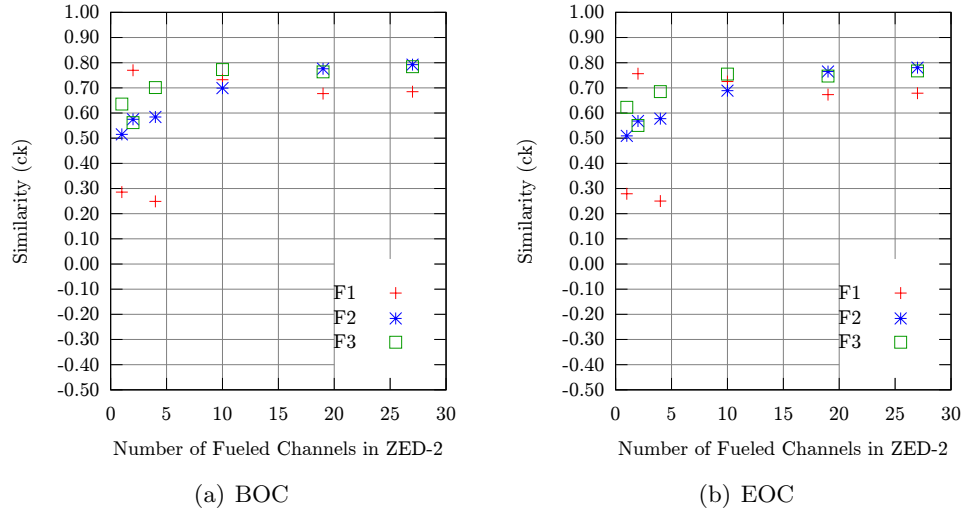 1.00
0.90
0.80
0.70
0.60
0.50
0.40
0.30
0.20
0.10
0.00
-0.10
-0.20
-0.30
-0.40
-0.50
Similarity (ck)
F1
F2
F3
0 5 10 15 20 25 30
Number of Fueled Channels in ZED-2
(a) BOC
1.00
0.90
0.80
0.70
0.60
0.50
0.40
0.30
0.20
0.10
0.00
-0.10
-0.20
-0.30
-0.40
-0.50
Similarity (ck)
F1
F2
F3
0 5 10 15 20 25 30
Number of Fueled Channels in ZED-2
(b) EOC